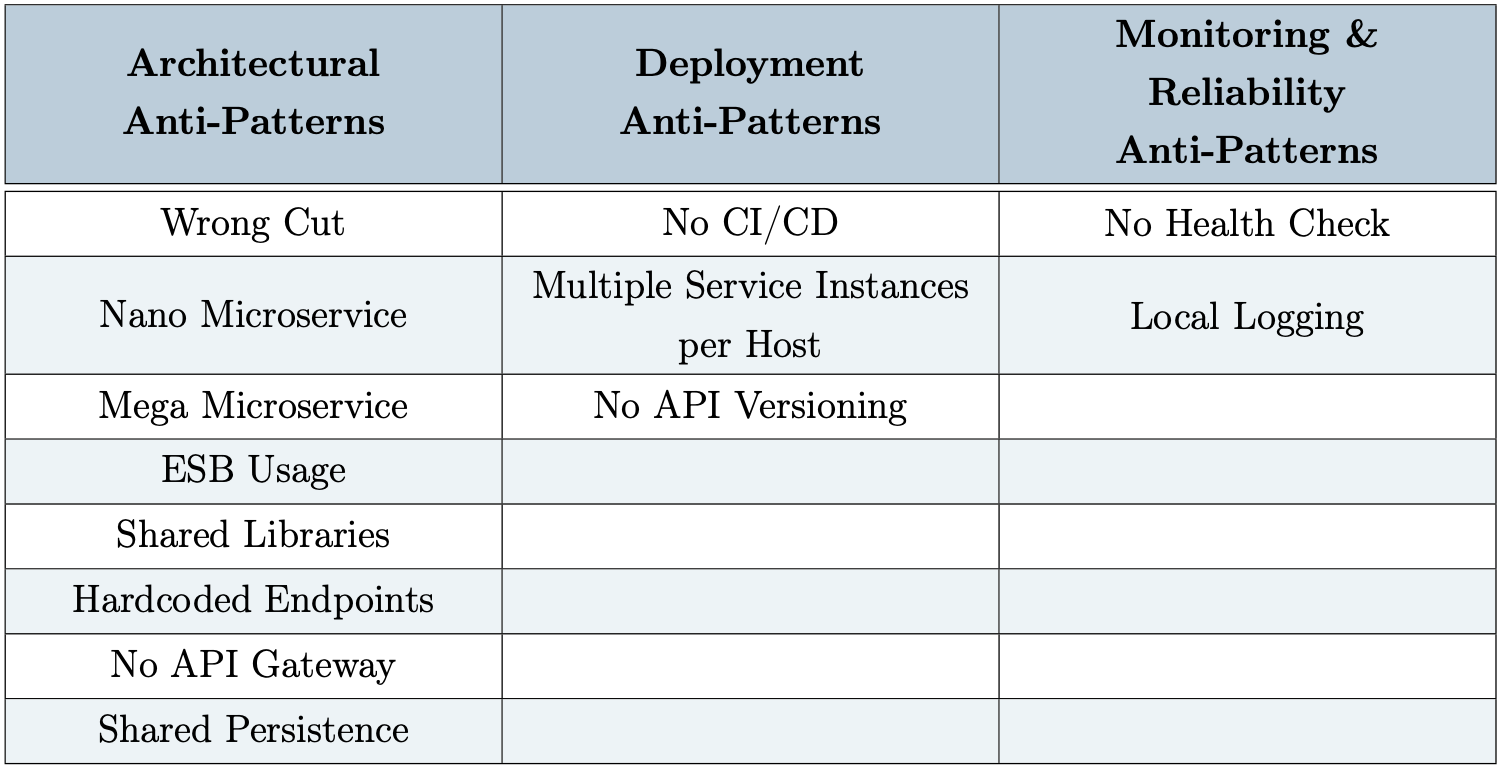 Architectural
Anti-Patterns
Deployment
Anti-Patterns
Monitoring &
Reliability
Anti-Patterns
Wrong Cut
No CI/CD
No Health Check
Nano Microservice
Multiple Service Instances
per Host
Local Logging
Mega Microservice
No API Versioning
ESB Usage
Shared Libraries
Hardcoded Endpoints
No API Gateway
Shared Persistence